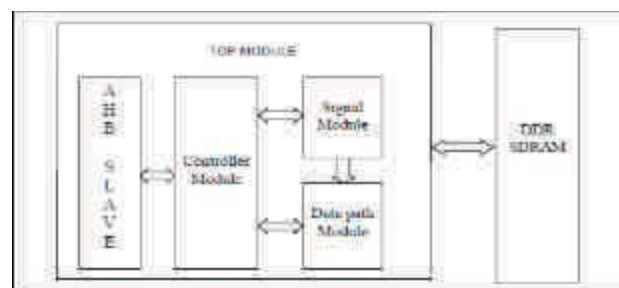 TOP MODULE
A
H
B
S
L
A
V
E
Controller
Module
Signal
Module
Data path
Module
DDR
SDRAM